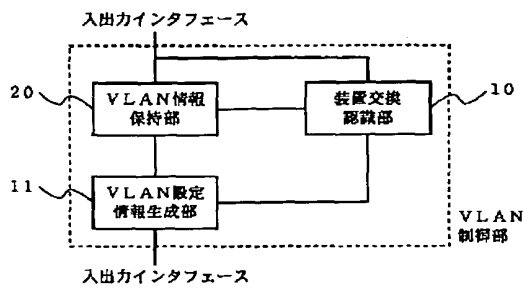 入出力インタフェース
20
VLAN情報
保持部
装置交換
認識部
10
11
VLAN設定
情報生成部
VLAN
制御部
入出力インタフェース